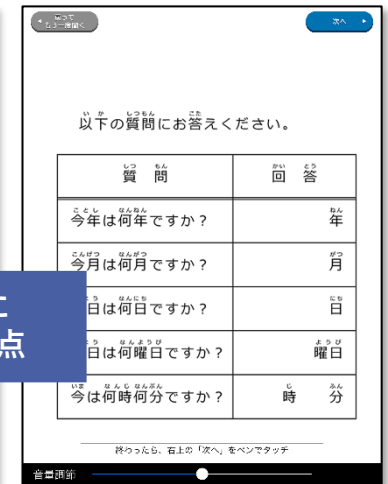 戻って
もう一度聞く
次へ
以下の質問にお答えください。
質問 回答
今年は何年ですか？ 年
今月は何月ですか？ 月
日は何日ですか？ 日
日は何曜日ですか？ 曜日
今は何時何分ですか？ 時 分
に
点
終わったら、右上の「次へ」をペンでタッチ
音量調節